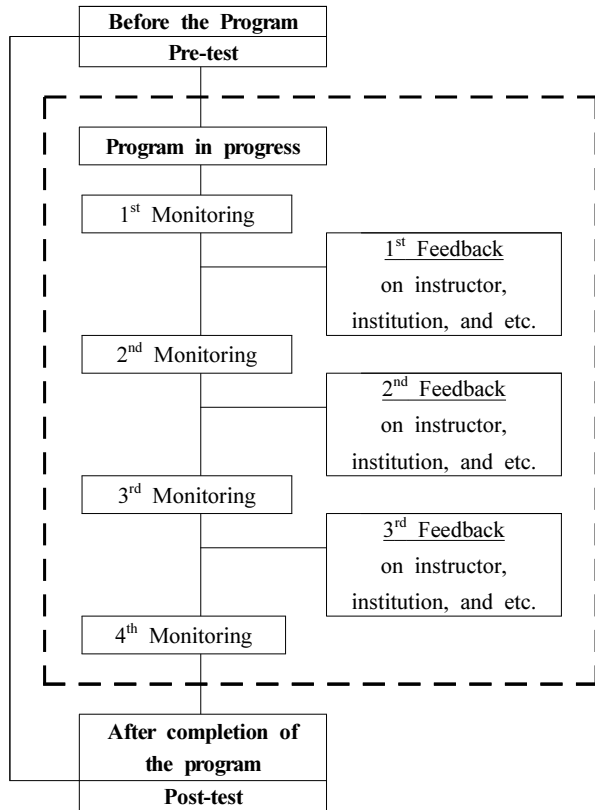 Before the Program
Pre-test
Program in progress
1st Monitoring
1st Feedback
on instructor,
institution, and etc.
2nd Monitoring
2nd Feedback
on instructor,
institution, and etc.
3rd Monitoring
3rd Feedback
on instructor,
institution, and etc.
4th Monitoring
After completion of
the program
Post-test